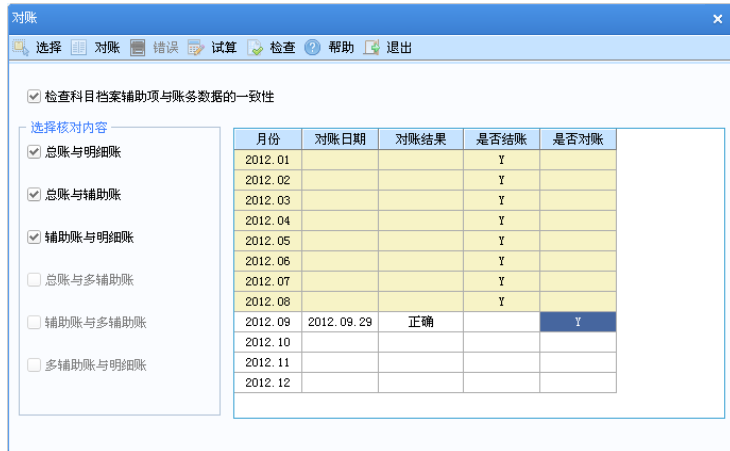 对账
选择 对账 错误 试算 检查 帮助 退出
检查科目档案辅助项与账务数据的一致性
选择核对内容
总账与明细账
总账与辅助账
辅助账与明细账
总账与多辅助账
辅助账与多辅助账
多辅助账与明细账
月份 对账日期 对账结果 是否结账 是否对账
2012.01 Y
2012.02 Y
2012.03 Y
2012.04 Y
2012.05 Y
2012.06 Y
2012.07 Y
2012.08 Y
2012.09 2012.09.29 正确 Y
2012.10
2012.11
2012.12